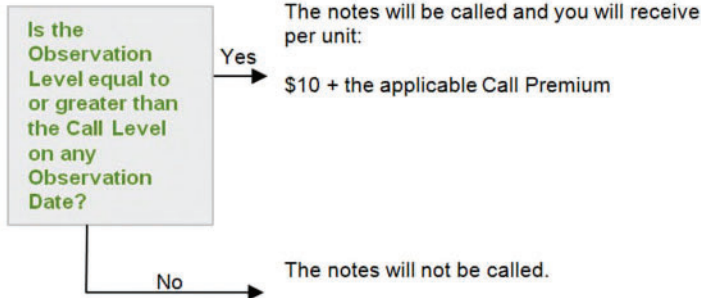 Is the
Observation
Level equal to
or greater than
the Call Level
on any
Observation
Date?
Yes
The notes will be called and you will receive
per unit:
$10 + the applicable Call Premium
No
The notes will not be called.